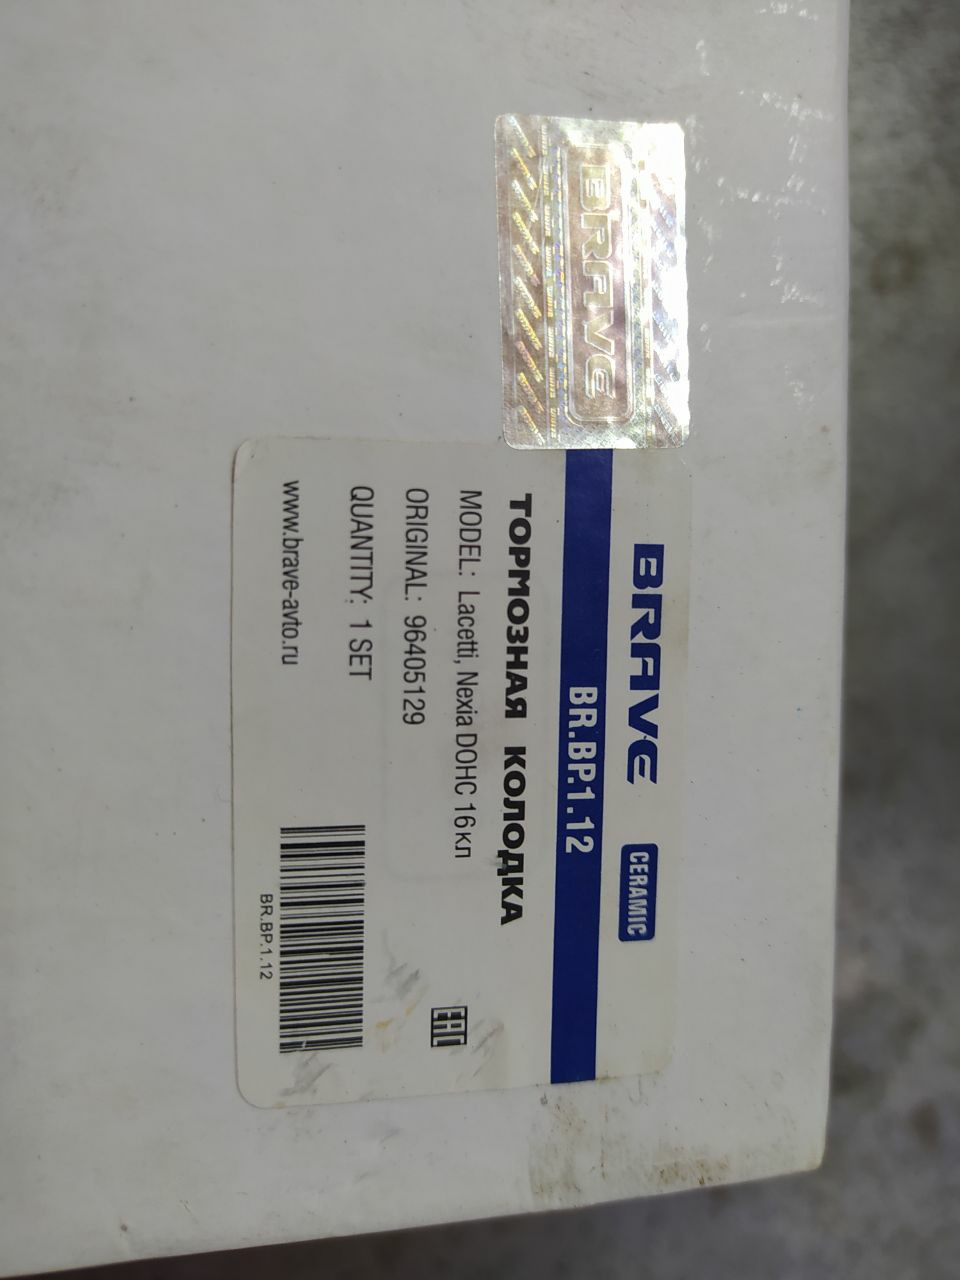 BRAVE
BRAVE CERAMIC
BR.BP.1.12
ТОРМОЗНАЯ КОЛОДКА
MODEL: Lacetti, Nexia DOHC 16кл
ORIGINAL: 96405129
QUANTITY: 1 SET
www.brave-avto.ru
EAC
BR.BP.1.12